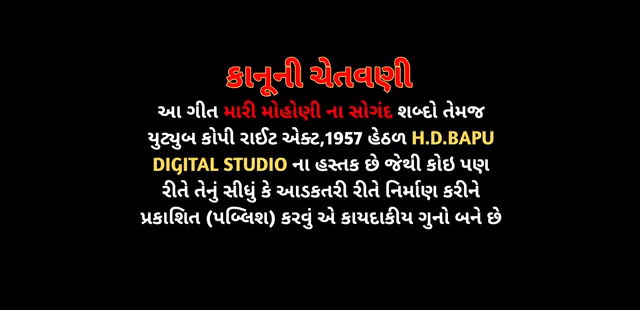 કાનૂની ચેતવણી
આ ગીત મારી મોહોણી ના સોગંદ શબ્દો તેમજ
યુટ્યુબ કોપી રાઈટ એક્ટ,1957 હેઠળ H.D.BAPU
DIGITAL STUDIO ના હસ્તક છે જેથી કોઇ પણ
રીતે તેનું સીધું કે આડકતરી રીતે નિર્માણ કરીને
પ્રકાશિત (પબ્લિશ) કરવું એ કાયદાકીય ગુનો બને છે